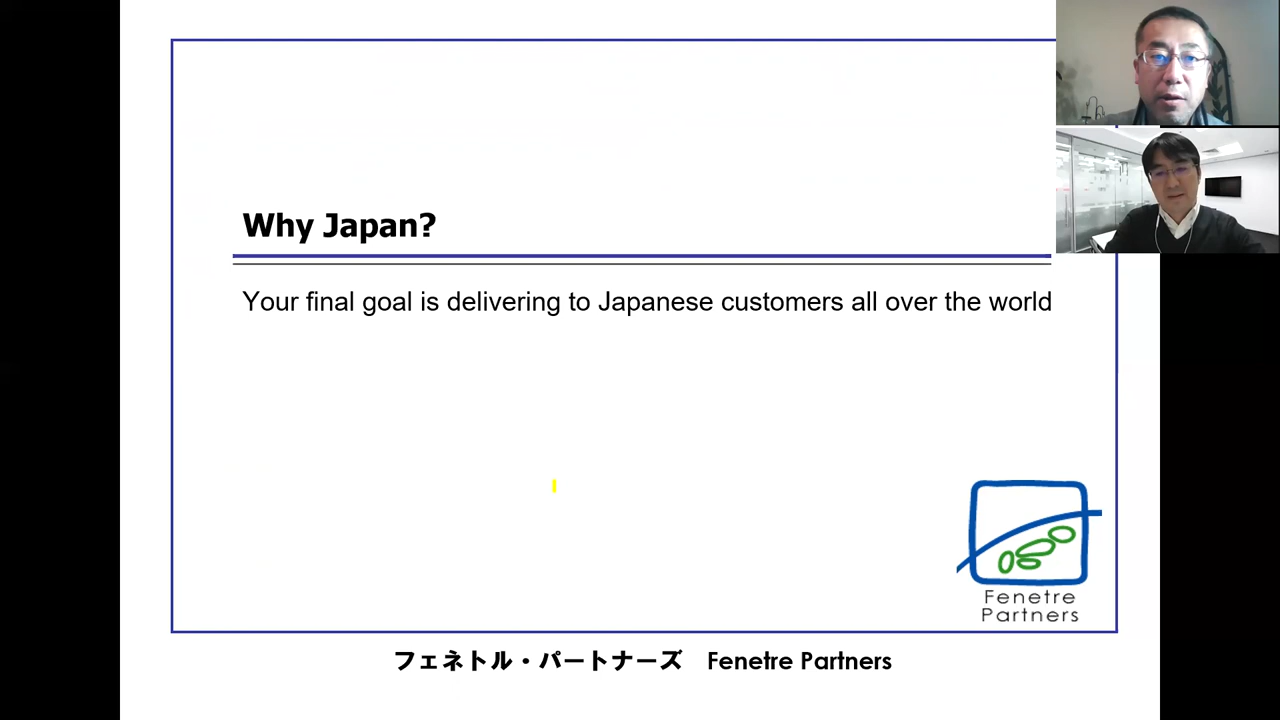 Why Japan?
Your final goal is delivering to Japanese customers all over the world
Fenetre
Partners
フェネトル・パートナーズ Fenetre Partners